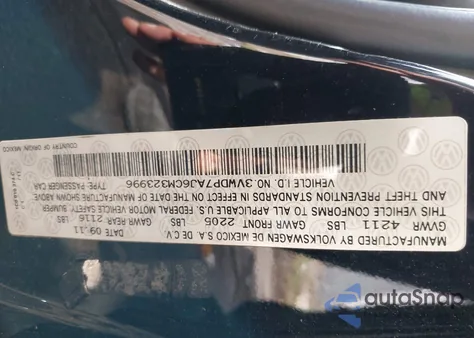 MANUFACTURED BY VOLKSWAGEN DE MEXICO S.A. DE C.V. DATE 09.11
GVWR 4211 LBS GAWR FRONT 2205 LBS GAWR REAR 2116 LBS
THIS VEHICLE CONFORMS TO ALL APPLICABLE U.S. FEDERAL MOTOR VEHICLE SAFETY BUMPER
AND THEFT PREVENTION STANDARDS IN EFFECT ON THE DATE OF MANUFACTURE SHOWN ABOVE
VEHICLE I.D. NO.3VWDP7AJ6CM323996 TYPE-PASSENGER CAR
COUNTRY OF ORIGIN: MEXICO
autoSnap